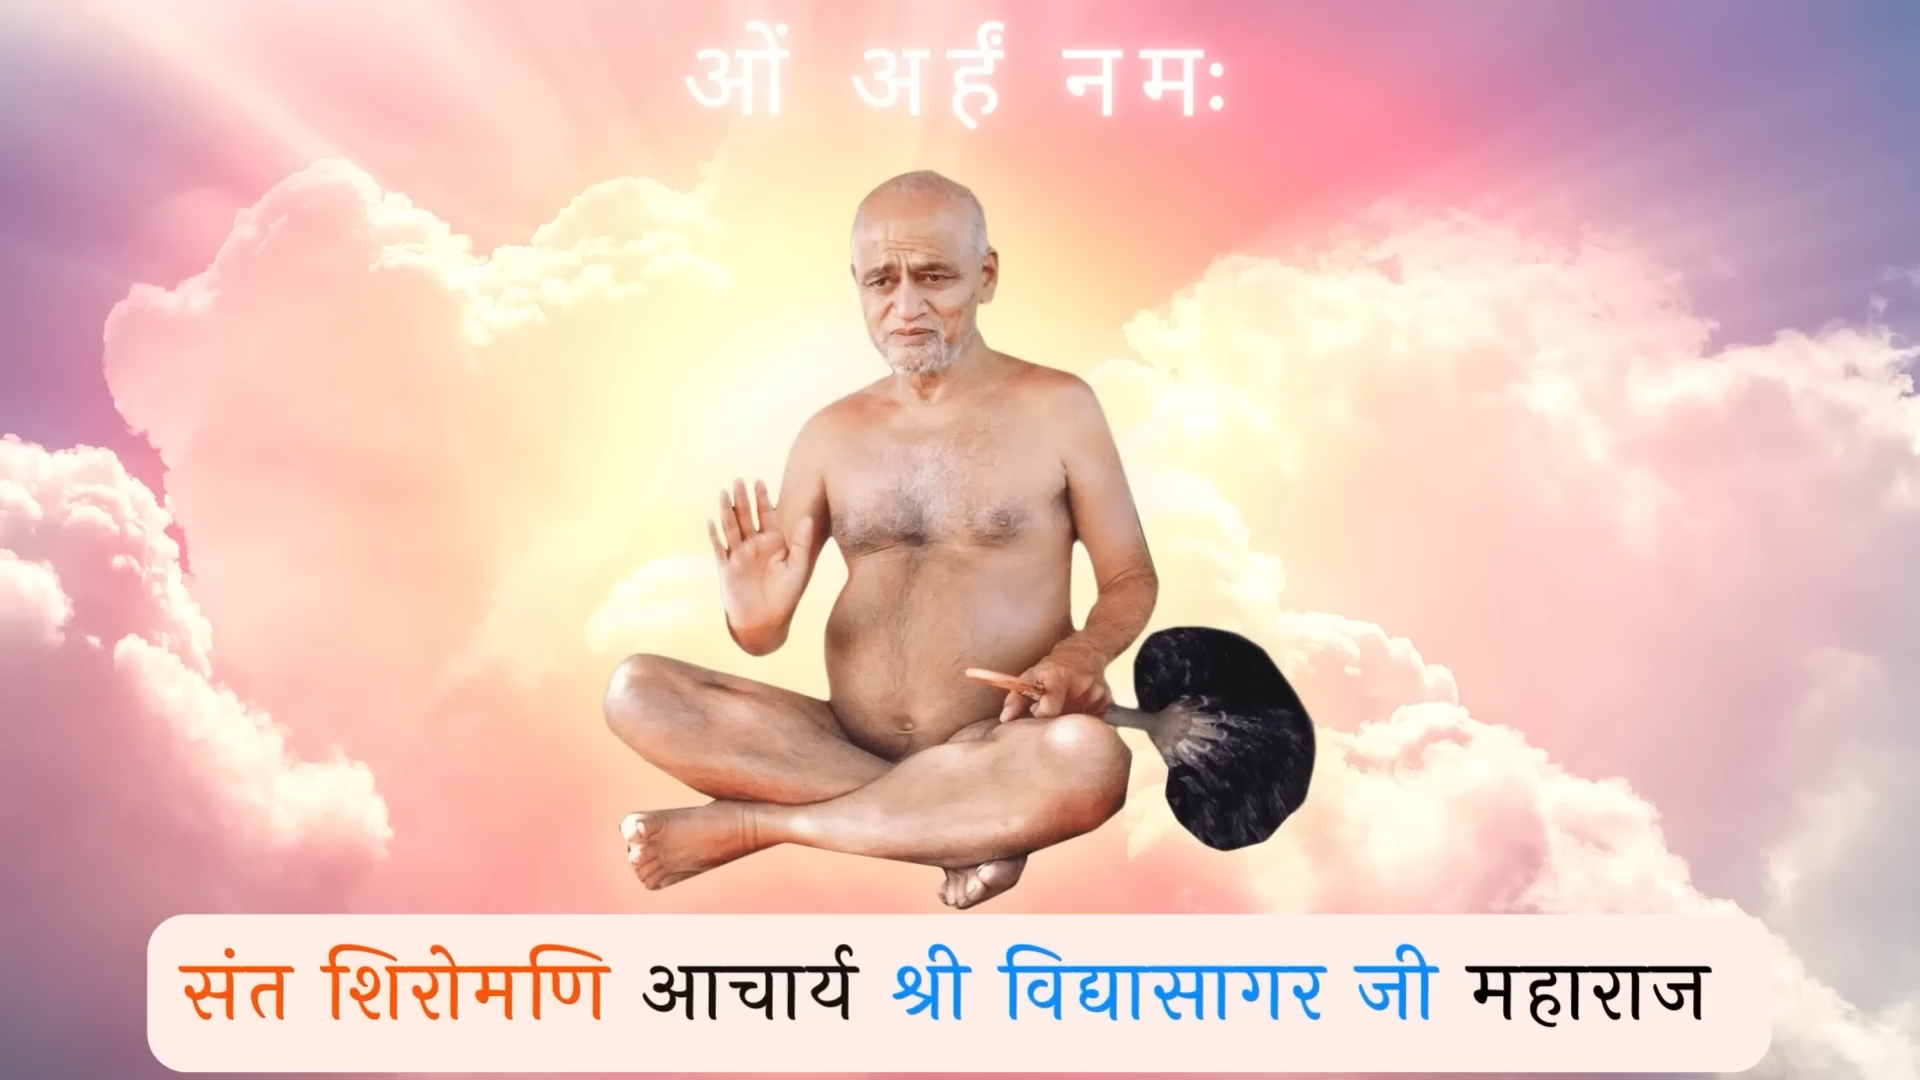 ओं अर्हं नमः
संत शिरोमणि आचार्य श्री विद्यासागर जी महाराज